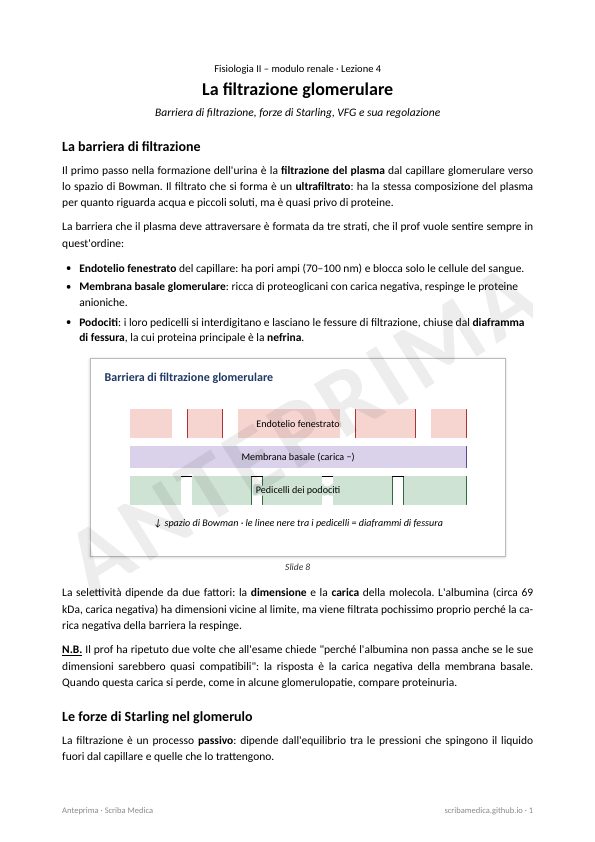 Fisiologia II – modulo renale · Lezione 4
La filtrazione glomerulare
Barriera di filtrazione, forze di Starling, VFG e sua regolazione
La barriera di filtrazione
Il primo passo nella formazione dell'urina è la filtrazione del plasma dal capillare glomerulare verso
lo spazio di Bowman. Il filtrato che si forma è un ultrafiltrato: ha la stessa composizione del plasma
per quanto riguarda acqua e piccoli soluti, ma è quasi privo di proteine.
La barriera che il plasma deve attraversare è formata da tre strati, che il prof vuole sentire sempre in
quest'ordine:
• Endotelio fenestrato del capillare: ha pori ampi (70–100 nm) e blocca solo le cellule del sangue.
• Membrana basale glomerulare: ricca di proteoglicani con carica negativa, respinge le proteine
anioniche.
• Podociti: i loro pedicelli si interdigitano e lasciano le fessure di filtrazione, chiuse dal diaframma
di fessura, la cui proteina principale è la nefrina.
Barriera di filtrazione glomerulare
Endotelio fenestrato
Membrana basale (carica −)
Pedicelli dei podociti
↓ spazio di Bowman · le linee nere tra i pedicelli = diaframmi di fessura
ANTEPRIMA
Slide 8
La selettività dipende da due fattori: la dimensione e la carica della molecola. L'albumina (circa 69
kDa, carica negativa) ha dimensioni vicine al limite, ma viene filtrata pochissimo proprio perché la ca-
rica negativa della barriera la respinge.
N.B. Il prof ha ripetuto due volte che all'esame chiede "perché l'albumina non passa anche se le sue
dimensioni sarebbero quasi compatibili": la risposta è la carica negativa della membrana basale.
Quando questa carica si perde, come in alcune glomerulopatie, compare proteinuria.
Le forze di Starling nel glomerulo
La filtrazione è un processo passivo: dipende dall'equilibrio tra le pressioni che spingono il liquido
fuori dal capillare e quelle che lo trattengono.
Anteprima · Scriba Medica
scribamedica.github.io · 1